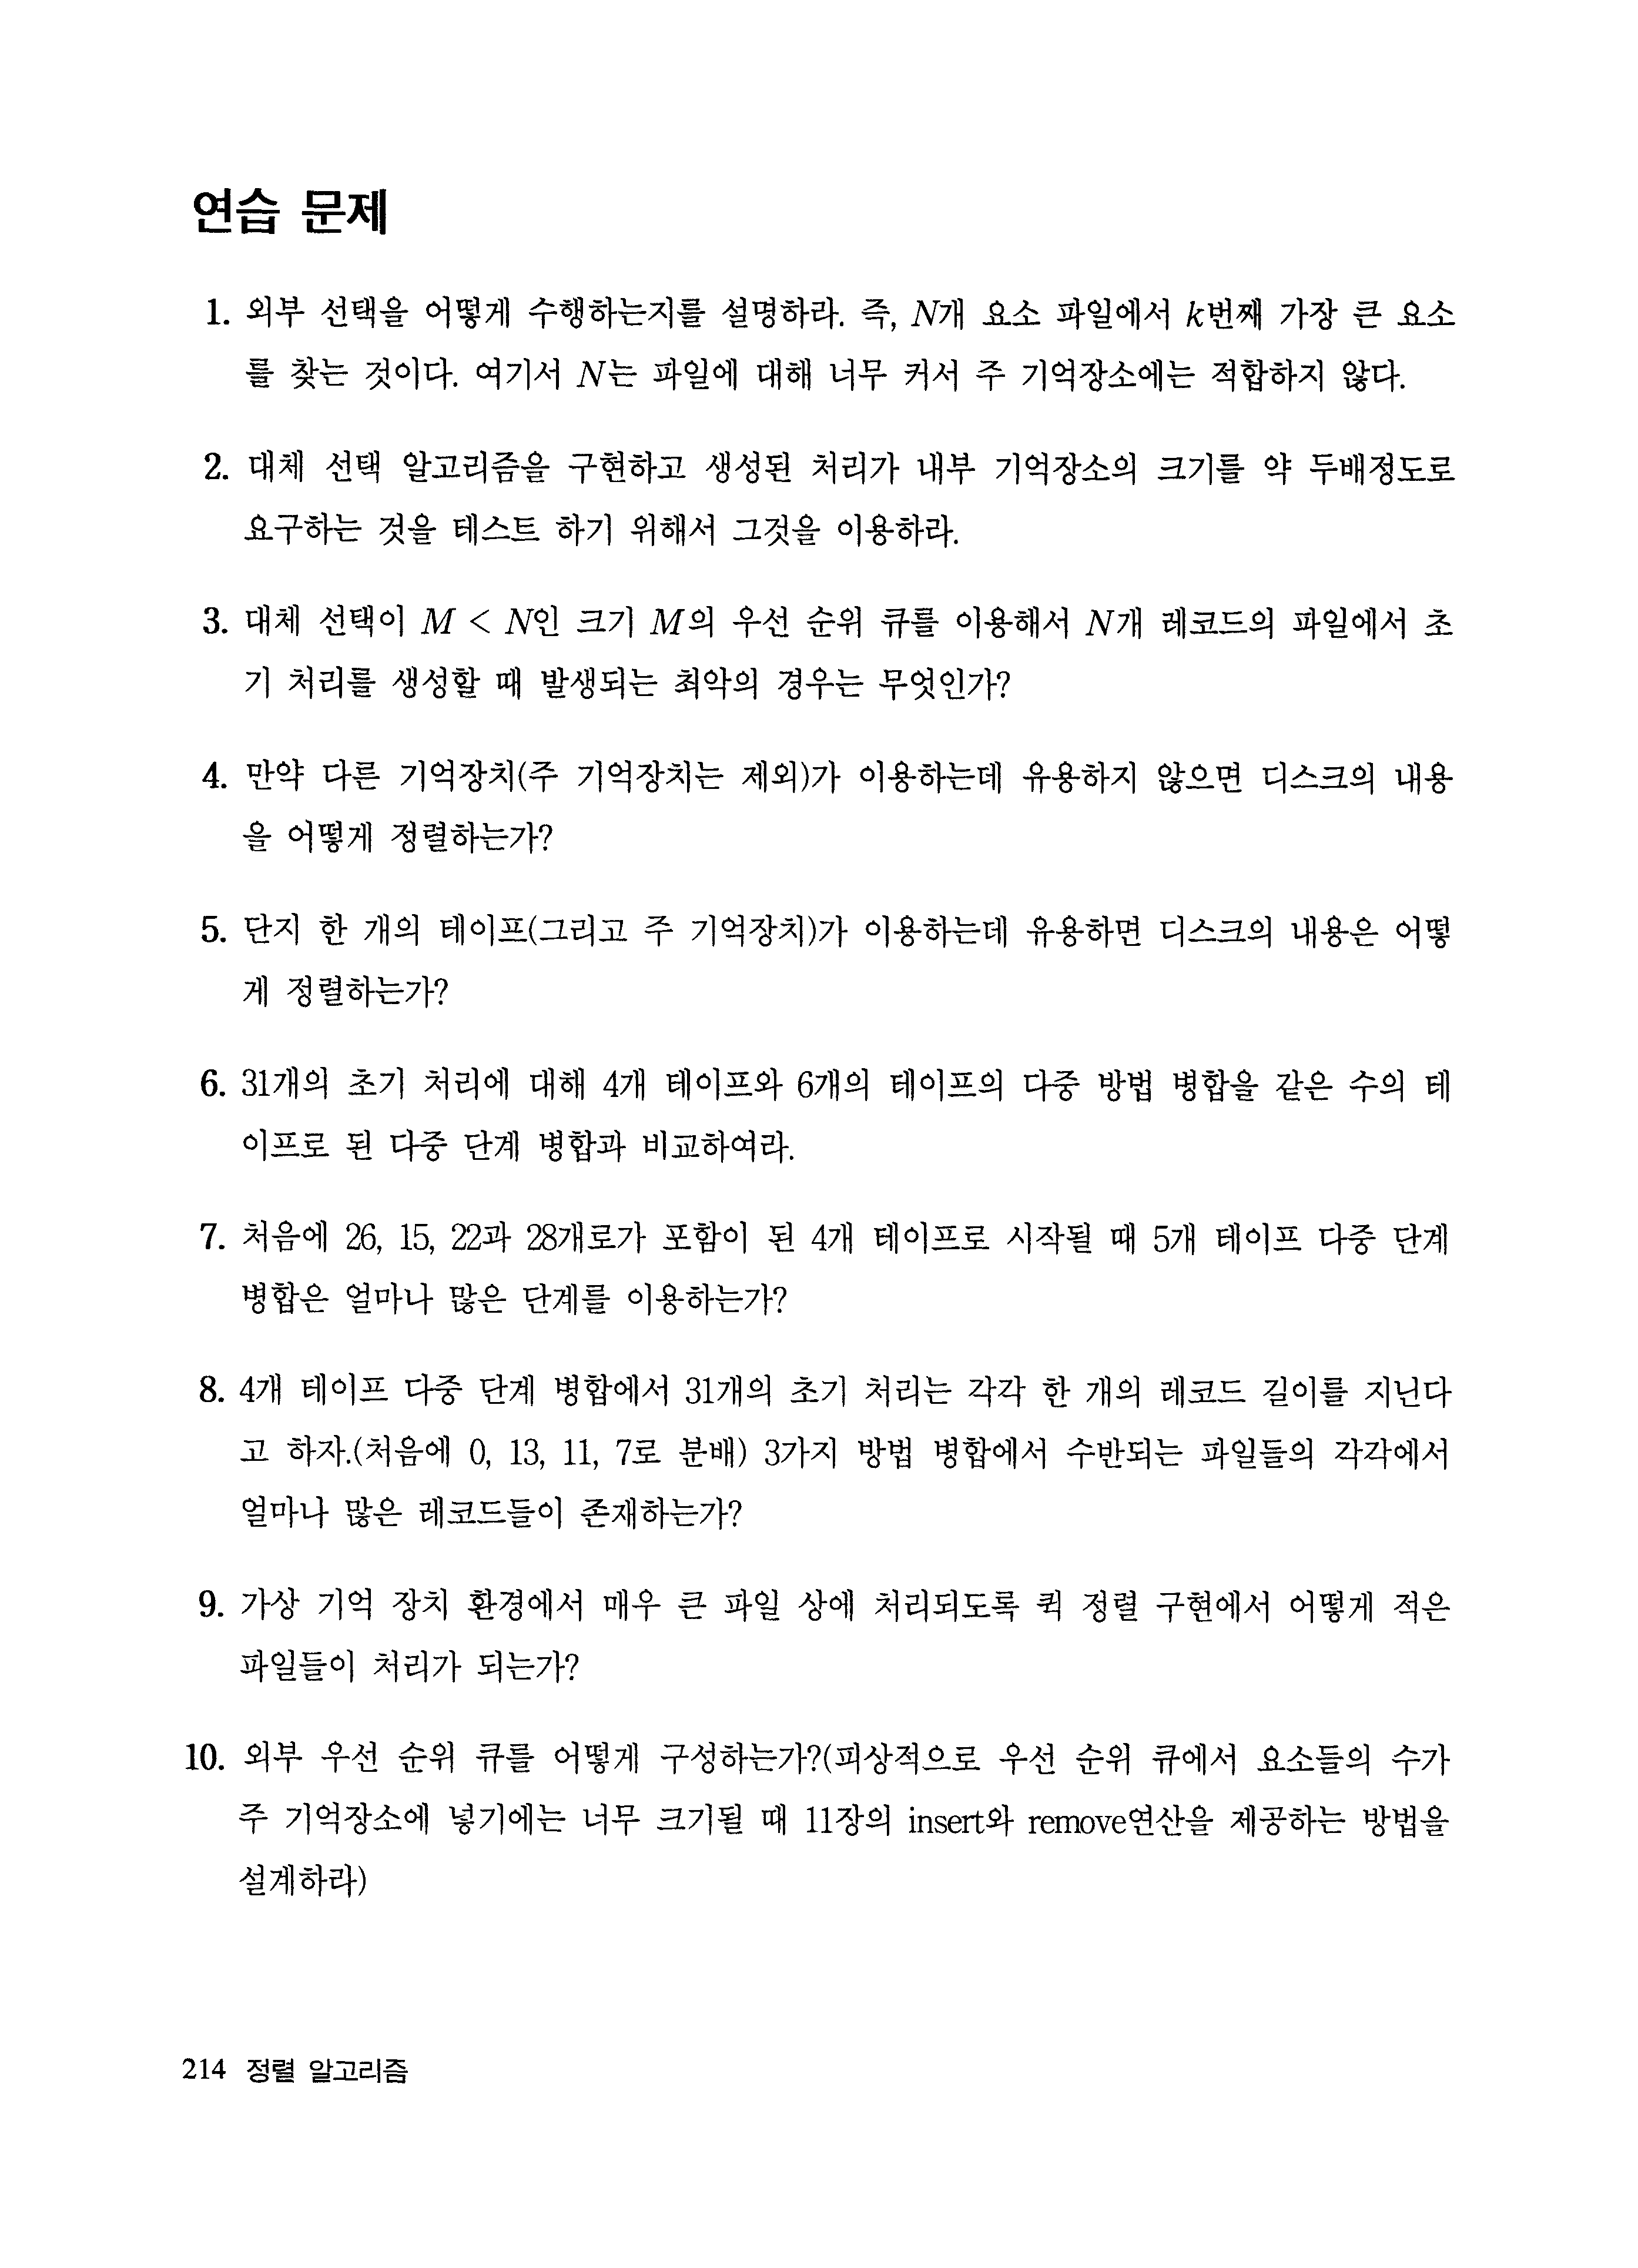 연습 문제
1. 외부 선택을 어떻게 수행하는지를 설명하라. 즉, N개 요소 파일에서 k번째 가장 큰 요소
를 찾는 것이다. 여기서 N는 파일에 대해 너무 커서 주 기억장소에는 적합하지 않다.
2. 대체 선택 알고리즘을 구현하고 생성된 처리가 내부 기억장소의 크기를 약 두배정도로
요구하는 것을 테스트 하기 위해서 그것을 이용하라.
3. 대체 선택이 M < N인 크기 M의 우선 순위 큐를 이용해서 N개 레코드의 파일에서 초
기 처리를 생성할 때 발생되는 최악의 경우는 무엇인가?
4. 만약 다른 기억장치(주 기억장치는 제외)가 이용하는데 유용하지 않으면 디스크의 내용
을 어떻게 정렬하는가?
5. 단지 한 개의 테이프(그리고 주 기억장치)가 이용하는데 유용하면 디스크의 내용은 어떻
게 정렬하는가?
6. 31개의 초기 처리에 대해 4개 테이프와 6개의 테이프의 다중 방법 병합을 같은 수의 테
이프로 된 다중 단계 병합과 비교하여라.
7. 처음에 26, 15, 22과 28개로가 포함이 된 4개 테이프로 시작될 때 5개 테이프 다중 단계
병합은 얼마나 많은 단계를 이용하는가?
8. 4개 테이프 다중 단계 병합에서 31개의 초기 처리는 각각 한 개의 레코드 길이를 지닌다
고 하자.(처음에 0, 13, 11, 7로 분배) 3가지 방법 병합에서 수반되는 파일들의 각각에서
얼마나 많은 레코드들이 존재하는가?
9. 가상 기억 장치 환경에서 매우 큰 파일 상에 처리되도록 퀵 정렬 구현에서 어떻게 적은
파일들이 처리가 되는가?
10. 외부 우선 순위 큐를 어떻게 구성하는가?(피상적으로 우선 순위 큐에서 요소들의 수가
주 기억장소에 넣기에는 너무 크기될 때 11장의 insert와 remove연산을 제공하는 방법을
설계하라)
214 정렬 알고리즘